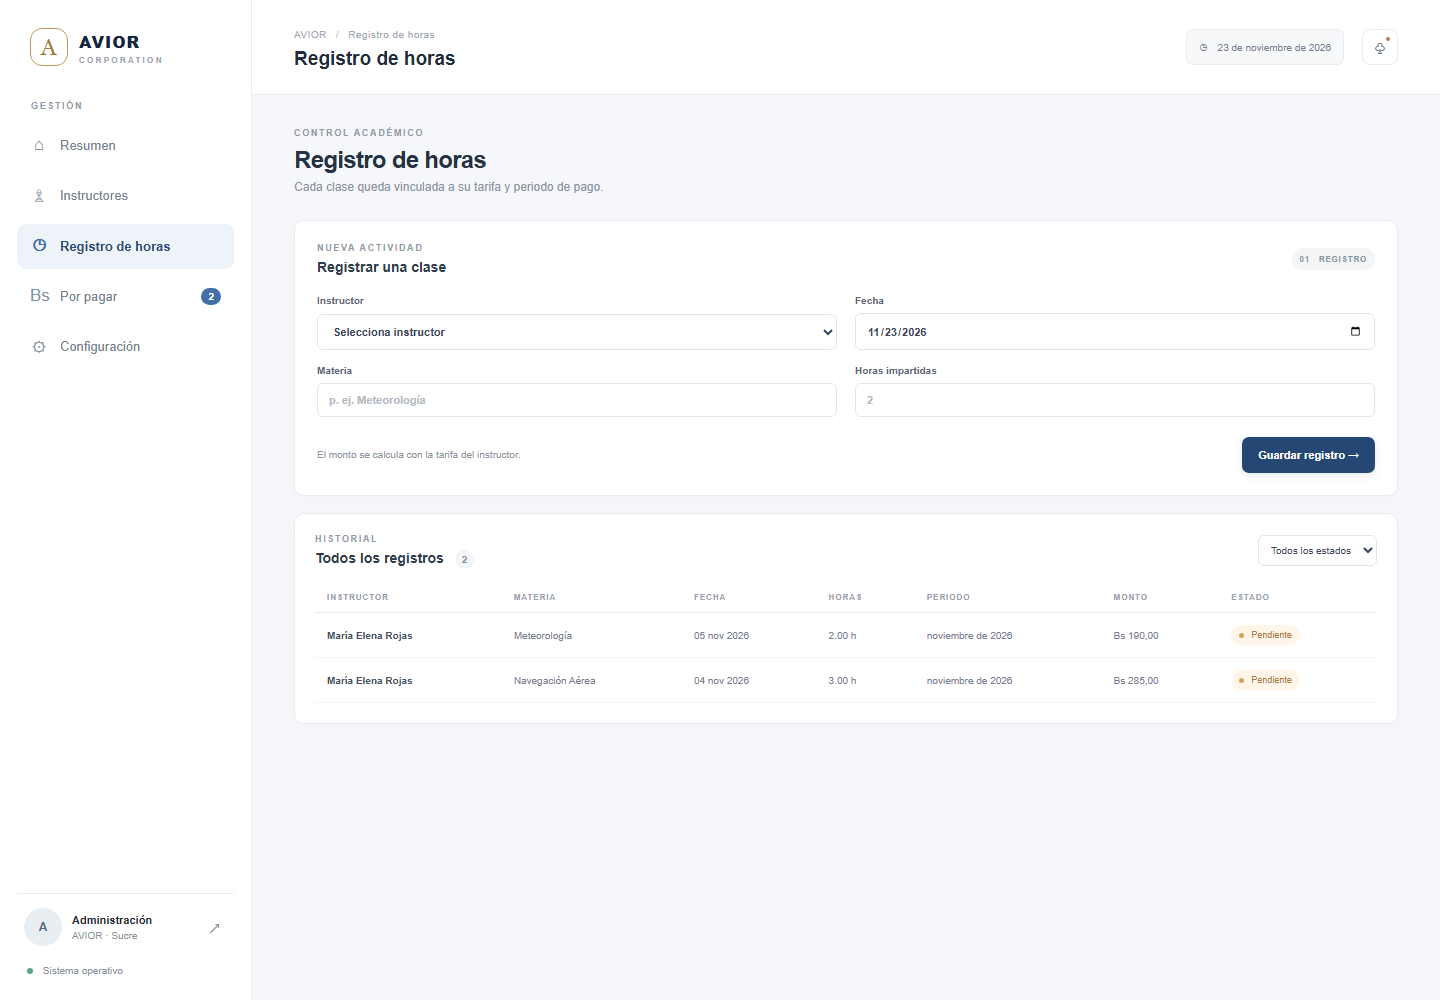 A
AVIOR
CORPORATION
GESTIÓN
Resumen
Instructores
Registro de horas
Bs Por pagar 2
Configuración
Administración
A
AVIOR · Sucre
Sistema operativo
AVIOR / Registro de horas
Registro de horas
23 de noviembre de 2026
CONTROL ACADÉMICO
Registro de horas
Cada clase queda vinculada a su tarifa y periodo de pago.
NUEVA ACTIVIDAD
Registrar una clase
01 REGISTRO
Instructor Fecha
Selecciona instructor 11/23/2026
Materia Horas impartidas
p. ej. Meteorología 2
El monto se calcula con la tarifa del instructor.
Guardar registro →
HISTORIAL
Todos los registros 2
Todos los estados
INSTRUCTOR MATERIA FECHA HORAS PERIODO MONTO ESTADO
María Elena Rojas Meteorología 05 nov 2026 2.00 h noviembre de 2026 Bs 190,00 Pendiente
María Elena Rojas Navegación Aérea 04 nov 2026 3.00 h noviembre de 2026 Bs 285,00 Pendiente